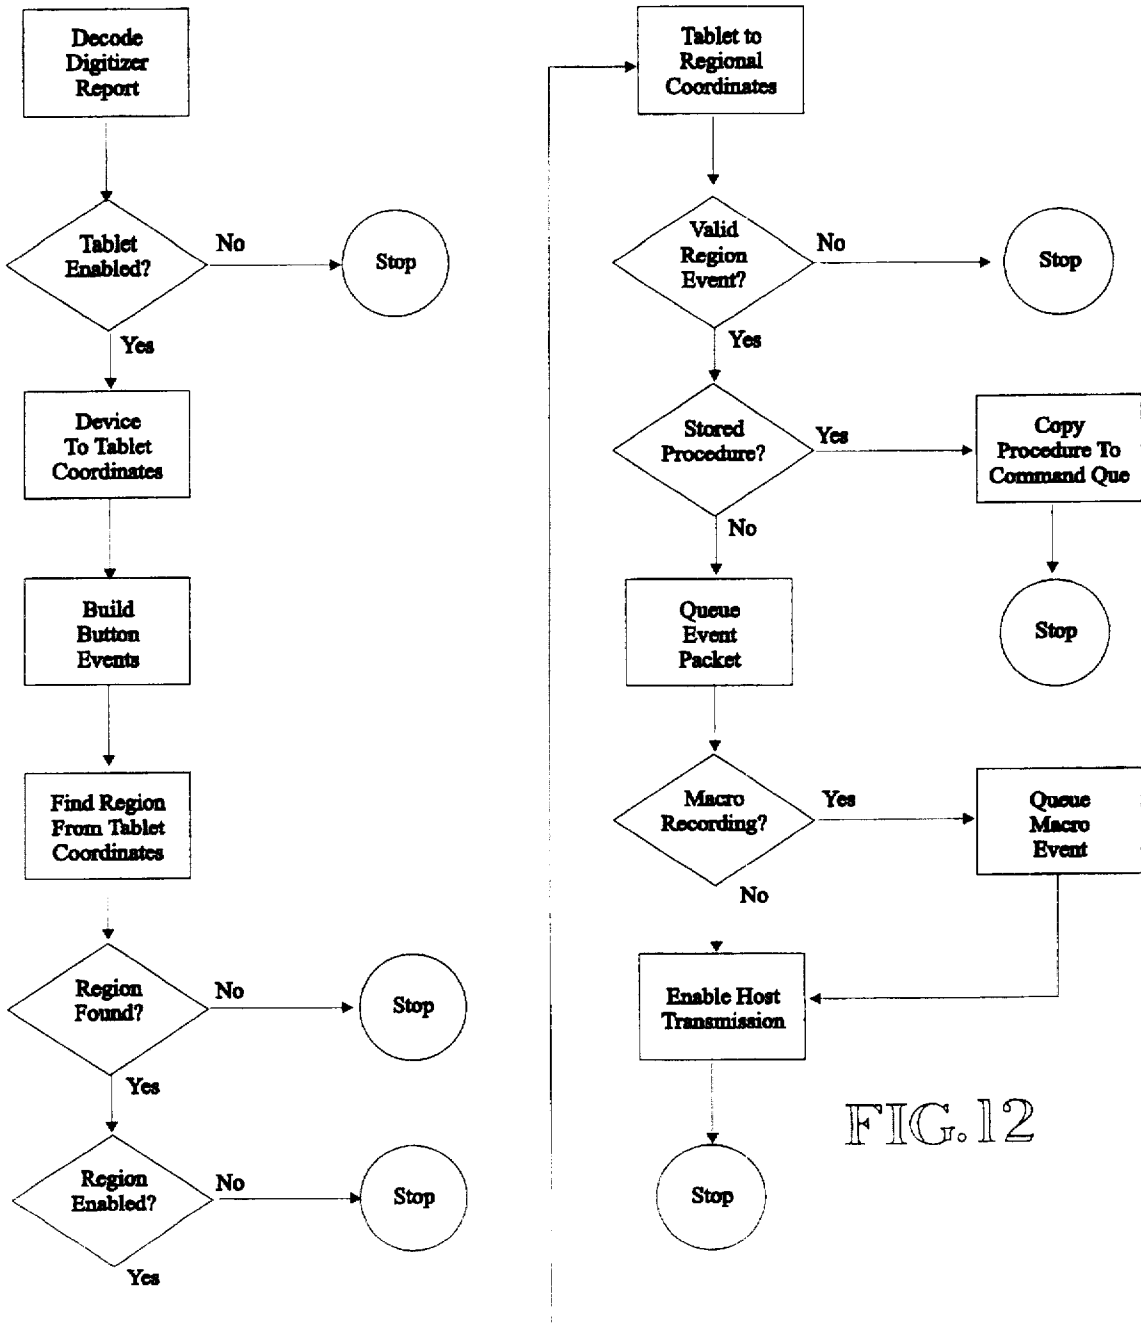 Decode
Digitizer
Report
Tablet
Enabled?
No
Stop
Yes
Device
To Tablet
Coordinates
Build
Button
Events
Find Region
From Tablet
Coordinates
Region
Found?
No
Stop
Yes
Region
Enabled?
No
Stop
Yes
Tablet to
Regional
Coordinates
Valid
Region
Event?
No
Stop
Yes
Stored
Procedure?
Yes
Copy
Procedure To
Command Que
Stop
No
Queue
Event
Packet
Macro
Recording?
Yes
Queue
Macro
Event
No
Enable Host
Transmission
Stop
FIG.12